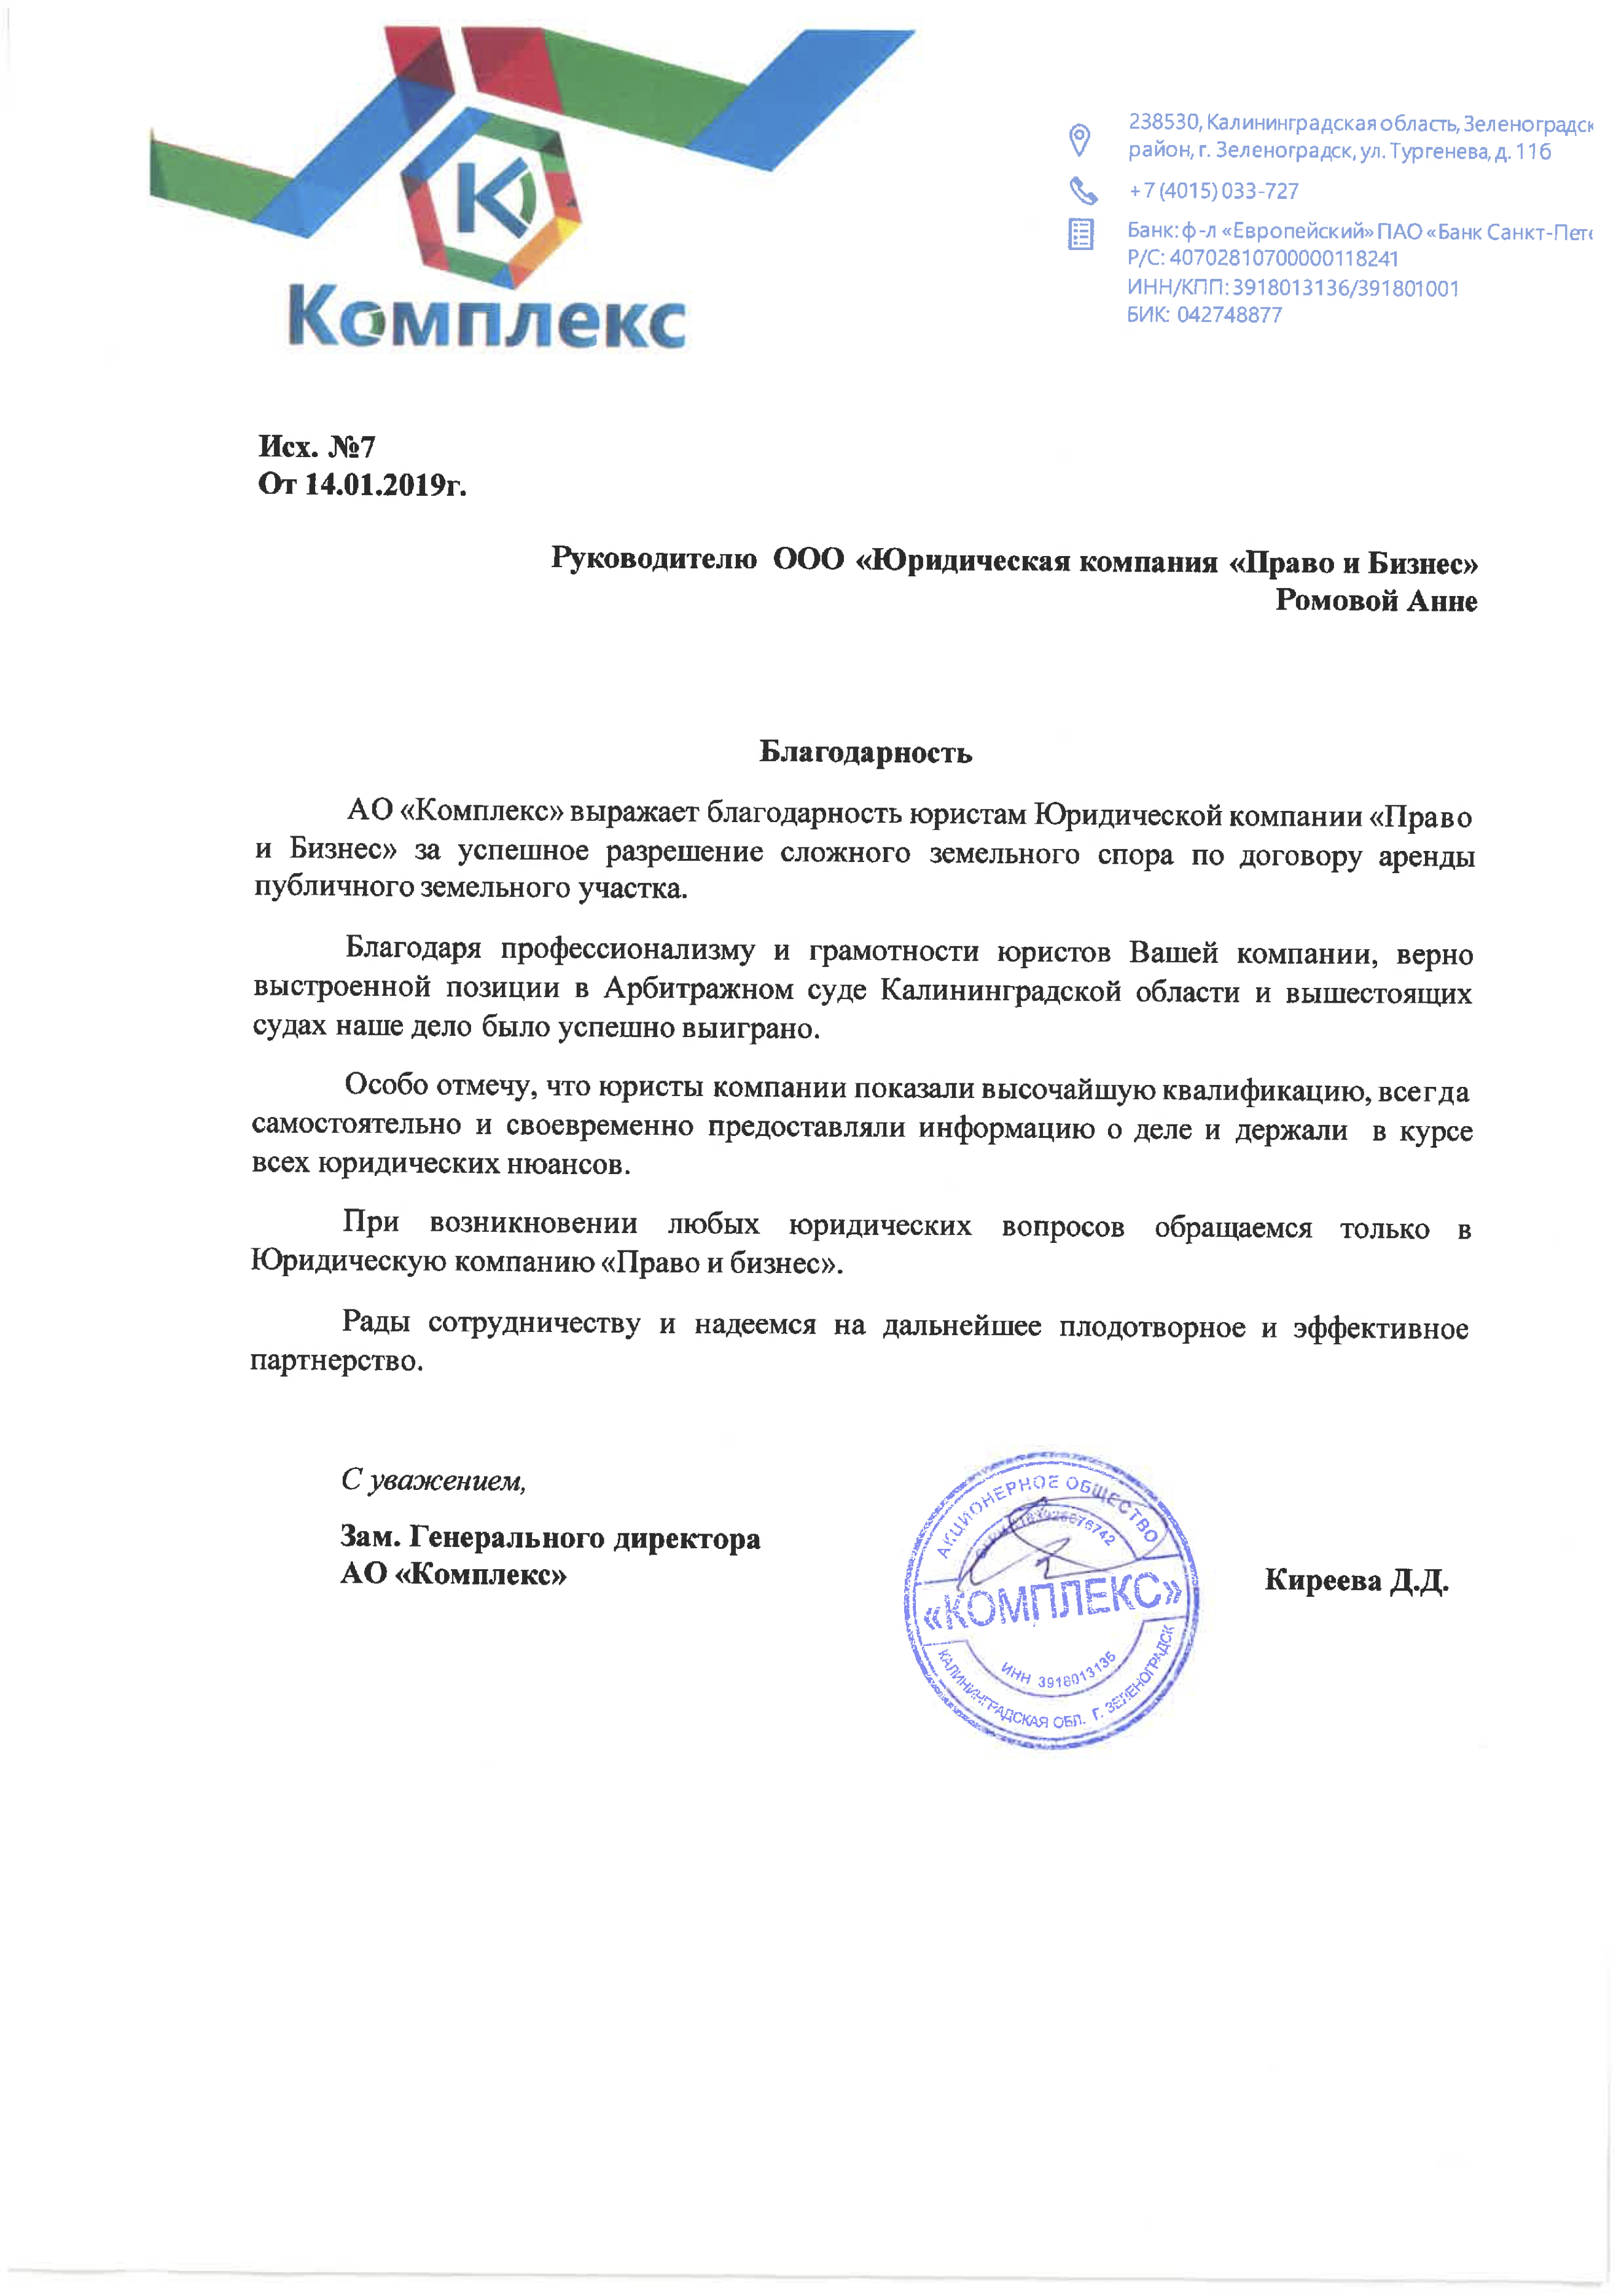 Комплекс
238530, Калининградская область, Зеленоградск
район, г. Зеленоградск, ул. Тургенева, д. 11б
+7 (4015) 033-727
Банк: ф-л «Европейский» ПАО «Банк Санкт-Пете
Р/С: 40702810700000118241
ИНН/КПП: 3918013136/391801001
БИК: 042748877
Исх. №7
От 14.01.2019г.
Руководителю ООО «Юридическая компания «Право и Бизнес»
Ромовой Анне
Благодарность
АО «Комплекс» выражает благодарность юристам Юридической компании «Право
и Бизнес» за успешное разрешение сложного земельного спора по договору аренды
публичного земельного участка.
Благодаря профессионализму и грамотности юристов Вашей компании, верно
выстроенной позиции в Арбитражном суде Калининградской области и вышестоящих
судах наше дело было успешно выиграно.
Особо отмечу, что юристы компании показали высочайшую квалификацию, всегда
самостоятельно и своевременно предоставляли информацию о деле и держали в курсе
всех юридических нюансов.
При возникновении любых юридических вопросов обращаемся только в
Юридическую компанию «Право и бизнес».
Рады сотрудничеству и надеемся на дальнейшее плодотворное и эффективное
партнерство.
С уважением,
Зам. Генерального директора
АО «Комплекс»
Киреева Д.Д.
АКЦИОНЕРНОЕ ОБЩЕСТВО
«КОМПЛЕКС»
ИНН 3918013136
КАЛИНИНГРАДСКАЯ ОБЛ. Г. ЗЕЛЕНОГРАДСК